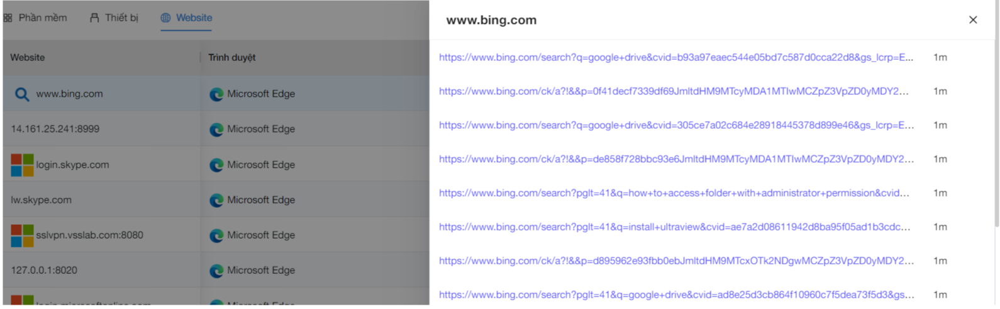 Phần mềm Thiết bị Website
Website Trình duyệt
www.bing.com Microsoft Edge
14.161.25.241:8999 Microsoft Edge
login.skype.com Microsoft Edge
lw.skype.com Microsoft Edge
sslvpn.vsslab.com:8080 Microsoft Edge
127.0.0.1:8020 Microsoft Edge
login.microsoftonline.com Microsoft Edge
www.bing.com
https://www.bing.com/search?q=google+drive&cvid=b93a97eaec544e05bd7c587d0cca22d8&gs_lcrp=E... 1m
https://www.bing.com/ck/a?!&&p=0f41decf7339df69JmltdHM9MTcyMDA1MTIwMCZpZ3VpZD0yMDY2... 1m
https://www.bing.com/search?q=google+drive&cvid=305ce7a02c684e28918445378d899e46&gs_lcrp=E... 1m
https://www.bing.com/ck/a?!&&p=de858f728bbc93e6JmltdHM9MTcyMDA1MTIwMCZpZ3VpZD0yMDY2... 1m
https://www.bing.com/search?pglt=41&q=how+to+access+folder+with+administrator+permission&cvid... 1m
https://www.bing.com/search?pglt=41&q=install+ultraview&cvid=ae7a2d08611942d8ba95f05ad1b3cdc... 1m
https://www.bing.com/ck/a?!&&p=d895962e93fbb0ebJmltdHM9MTcxOTk2NDgwMCZpZ3VpZD0yMDY2... 1m
https://www.bing.com/search?pglt=41&q=google+drive&cvid=ad8e25d3cb864f10960c7f5dea73f5d3&gs... 1m